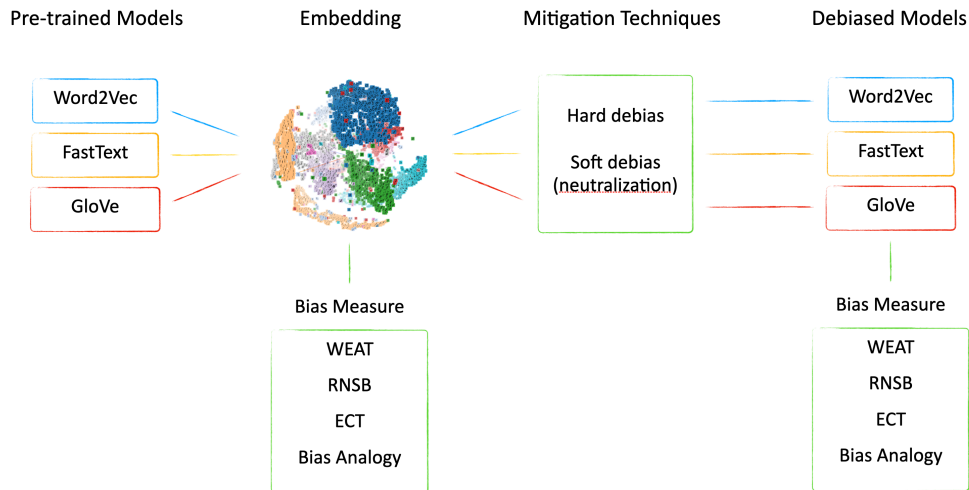 Pre-trained Models
Embedding
Mitigation Techniques
Debiased Models
Word2Vec
FastText
GloVe
Hard debias
Soft debias
(neutralization)
Word2Vec
FastText
GloVe
Bias Measure
WEAT
RNSB
ECT
Bias Analogy
Bias Measure
WEAT
RNSB
ECT
Bias Analogy